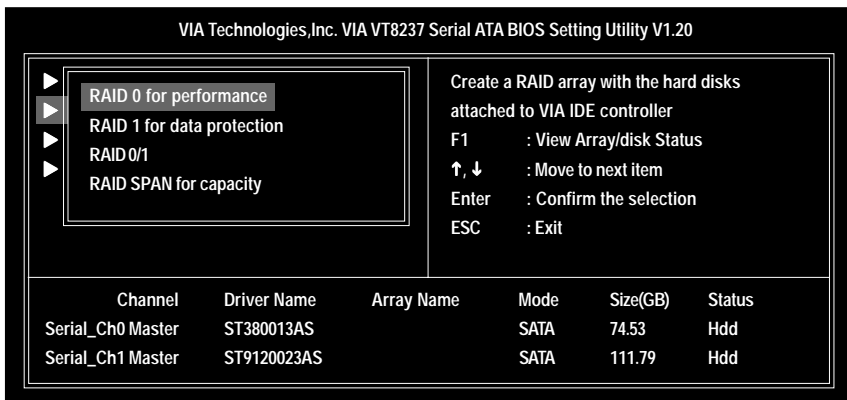 VIA Technologies,Inc. VIA VT8237 Serial ATA BIOS Setting Utility V1.20
RAID 0 for performance
RAID 1 for data protection
RAID 0/1
RAID SPAN for capacity
Create a RAID array with the hard disks
attached to VIA IDE controller
F1 : View Array/disk Status
↑, ↓ : Move to next item
Enter : Confirm the selection
ESC : Exit
Channel Driver Name Array Name Mode Size(GB) Status
Serial_Ch0 Master ST380013AS SATA 74.53 Hdd
Serial_Ch1 Master ST9120023AS SATA 111.79 Hdd